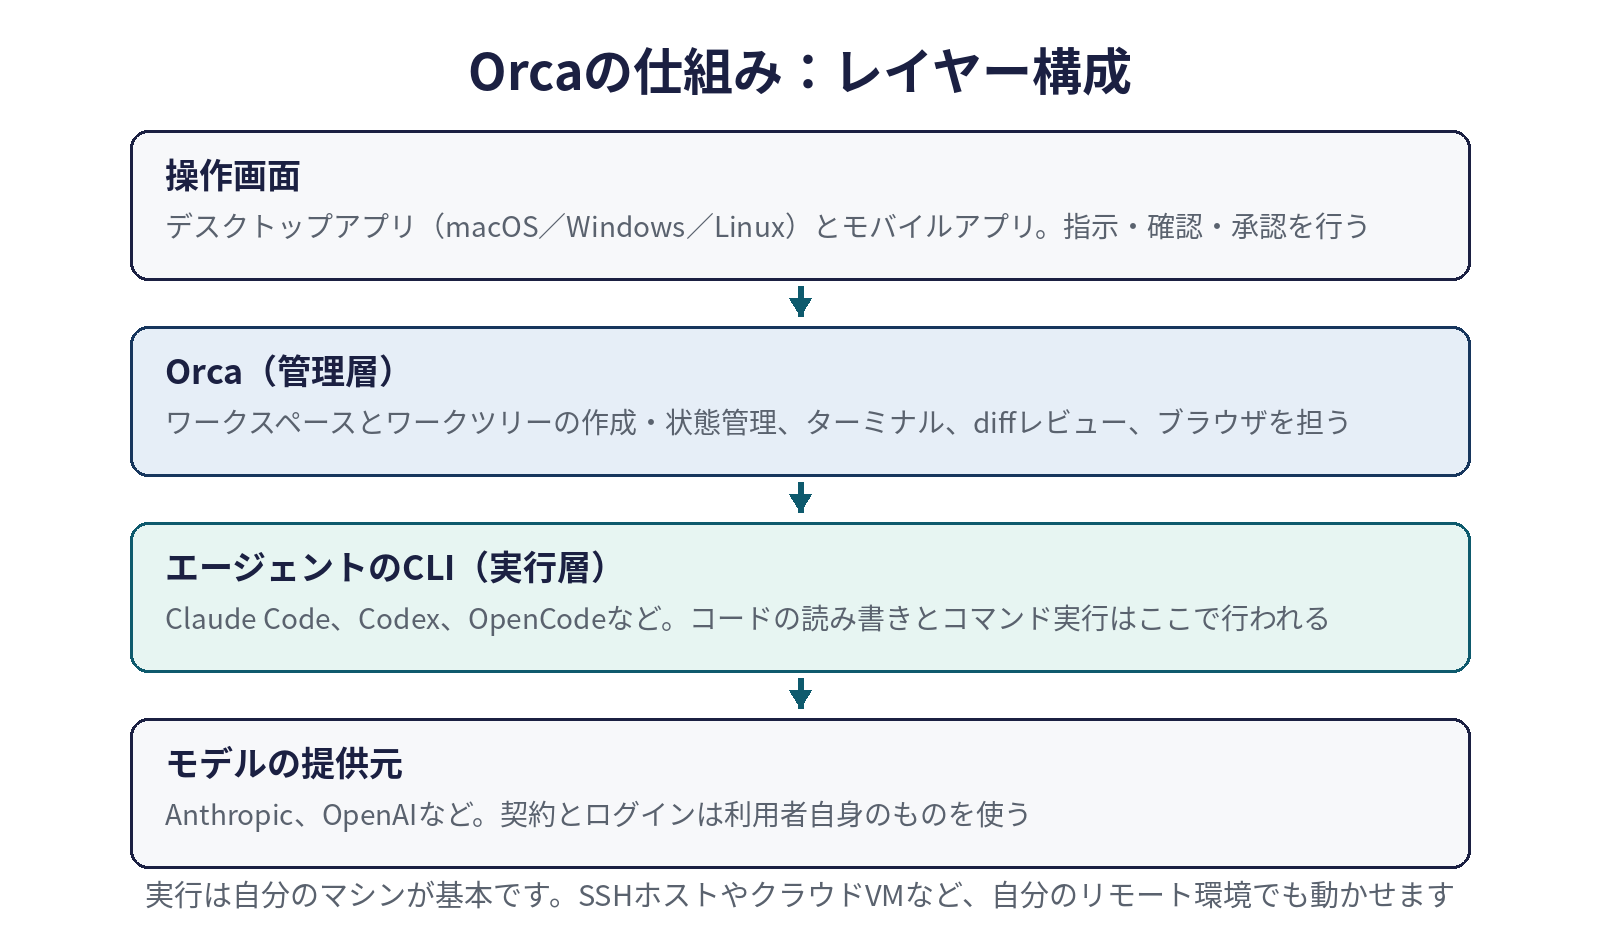 Orcaの仕組み：レイヤー構成
操作画面
デスクトップアプリ（macOS／Windows／Linux）とモバイルアプリ。指示・確認・承認を行う
Orca（管理層）
ワークスペースとワークツリーの作成・状態管理、ターミナル、diffレビュー、ブラウザを担う
エージェントのCLI（実行層）
Claude Code、Codex、OpenCodeなど。コードの読み書きとコマンド実行はここで行われる
モデルの提供元
Anthropic、OpenAIなど。契約とログインは利用者自身のものを使う
実行は自分のマシンが基本です。SSHホストやクラウドVMなど、自分のリモート環境でも動かせます